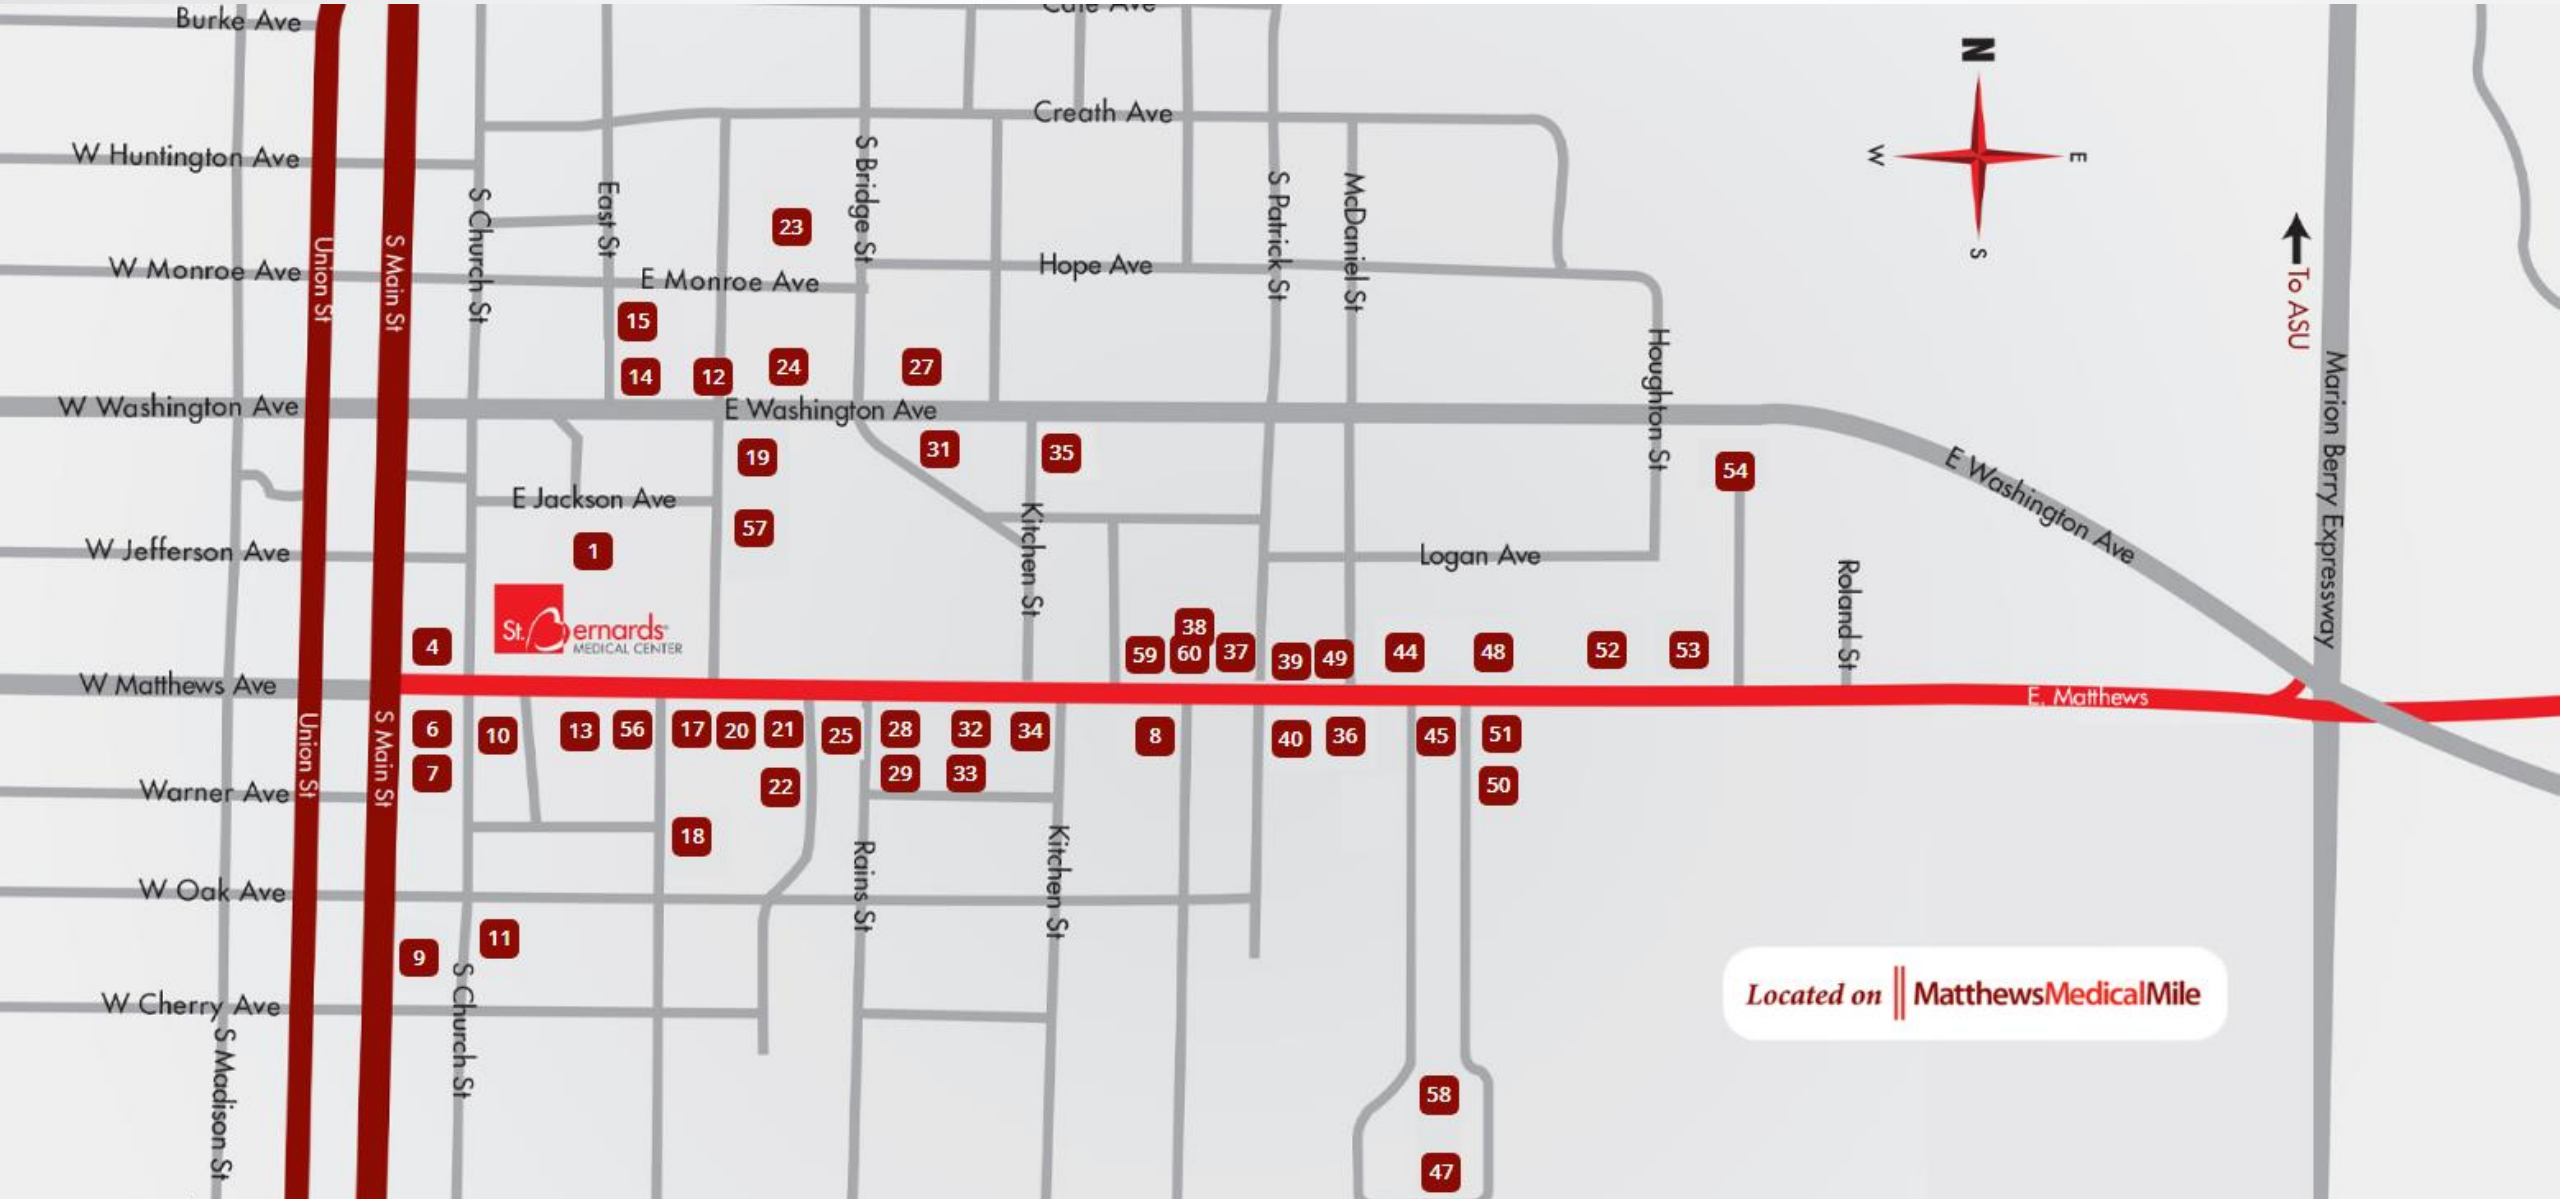 Cate Ave
Burke Ave
N
Creath Ave
W Huntington Ave
W
E
S Bridge St
S Patrick St
McDaniel St
East St
S Church St
23
S
W Monroe Ave
E Monroe Ave
Hope Ave
Union St
S Main St
To ASU
15
Houghton St
14
12
24
27
Marion Berry Expressway
W Washington Ave
E Washington Ave
19
31
35
54
E Washington Ave
E Jackson Ave
57
Kitchen St
W Jefferson Ave
1
Logan Ave
Roland St
St. Bernards
MEDICAL CENTER
4
38
59
60
37
39
49
44
48
52
53
W Matthews Ave
E. Matthews
Union St
S Main St
6
10
13
56
17
20
21
25
28
32
34
8
40
36
45
51
7
22
29
33
50
Warner Ave
18
Rains St
Kitchen St
W Oak Ave
9
11
S Church St
W Cherry Ave
Located on MatthewsMedicalMile
S Madison St
58
47